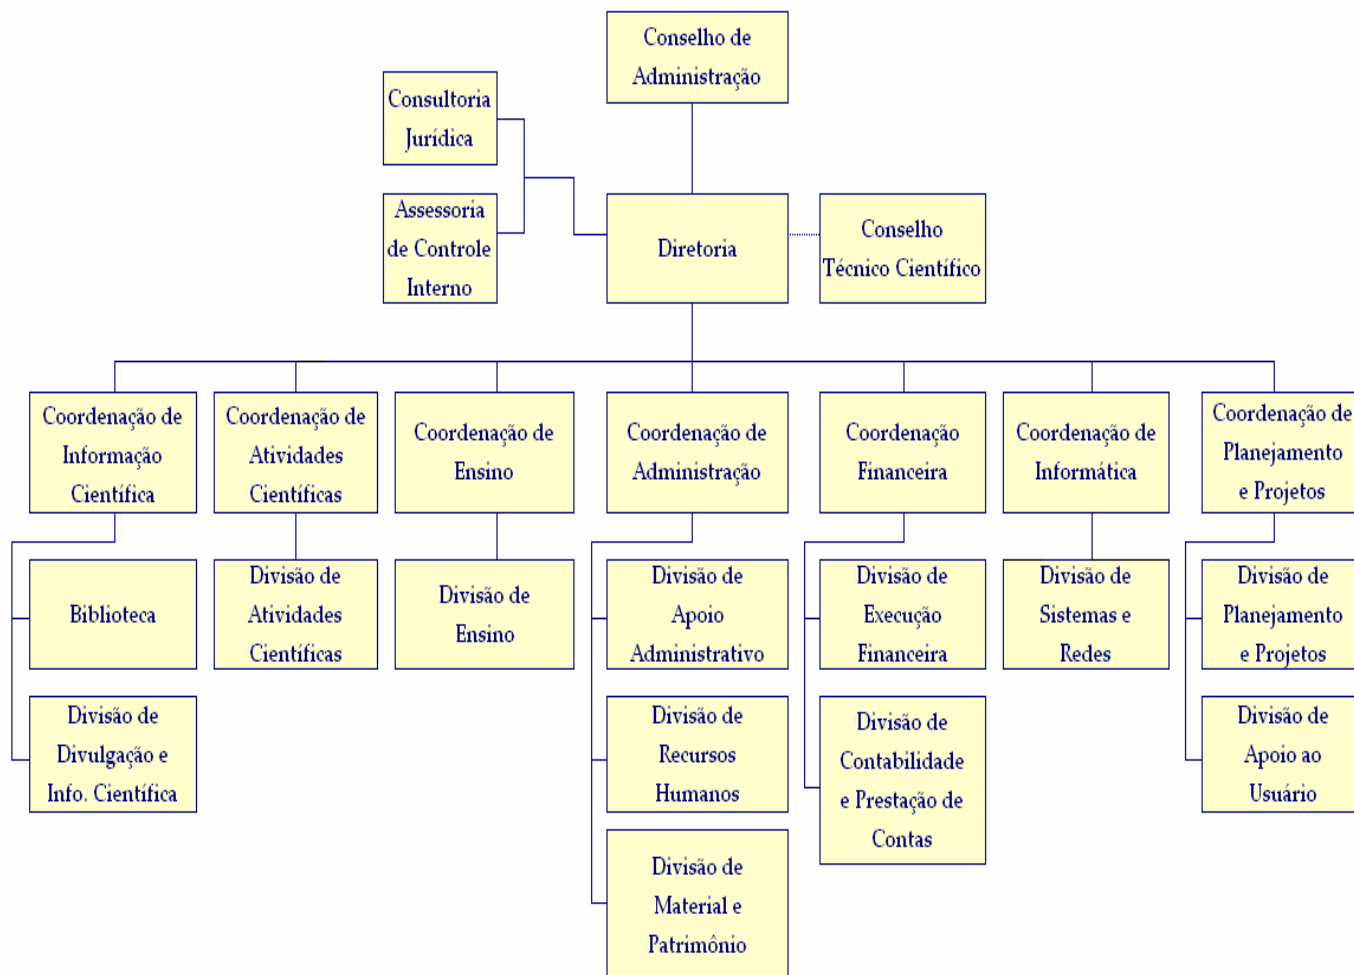 Conselho de
Administração
Consultoria
Jurídica
Assessoria
de Controle
Interno
Diretoria
Conselho
Técnico Científico
Coordenação de
Informação
Científica
Coordenação de
Atividades
Científicas
Coordenação de
Ensino
Coordenação de
Administração
Coordenação
Financeira
Coordenação de
Informática
Coordenação de
Planejamento
e Projetos
Biblioteca
Divisão de
Atividades
Científicas
Divisão de
Ensino
Divisão de
Apoio
Administrativo
Divisão de
Execução
Financeira
Divisão de
Sistemas e
Redes
Divisão de
Planejamento
e Projetos
Divisão de
Divulgação e
Info. Científica
Divisão de
Recursos
Humanos
Divisão de
Contabilidade
e Prestação de
Contas
Divisão de
Apoio ao
Usuário
Divisão de
Material e
Patrimônio